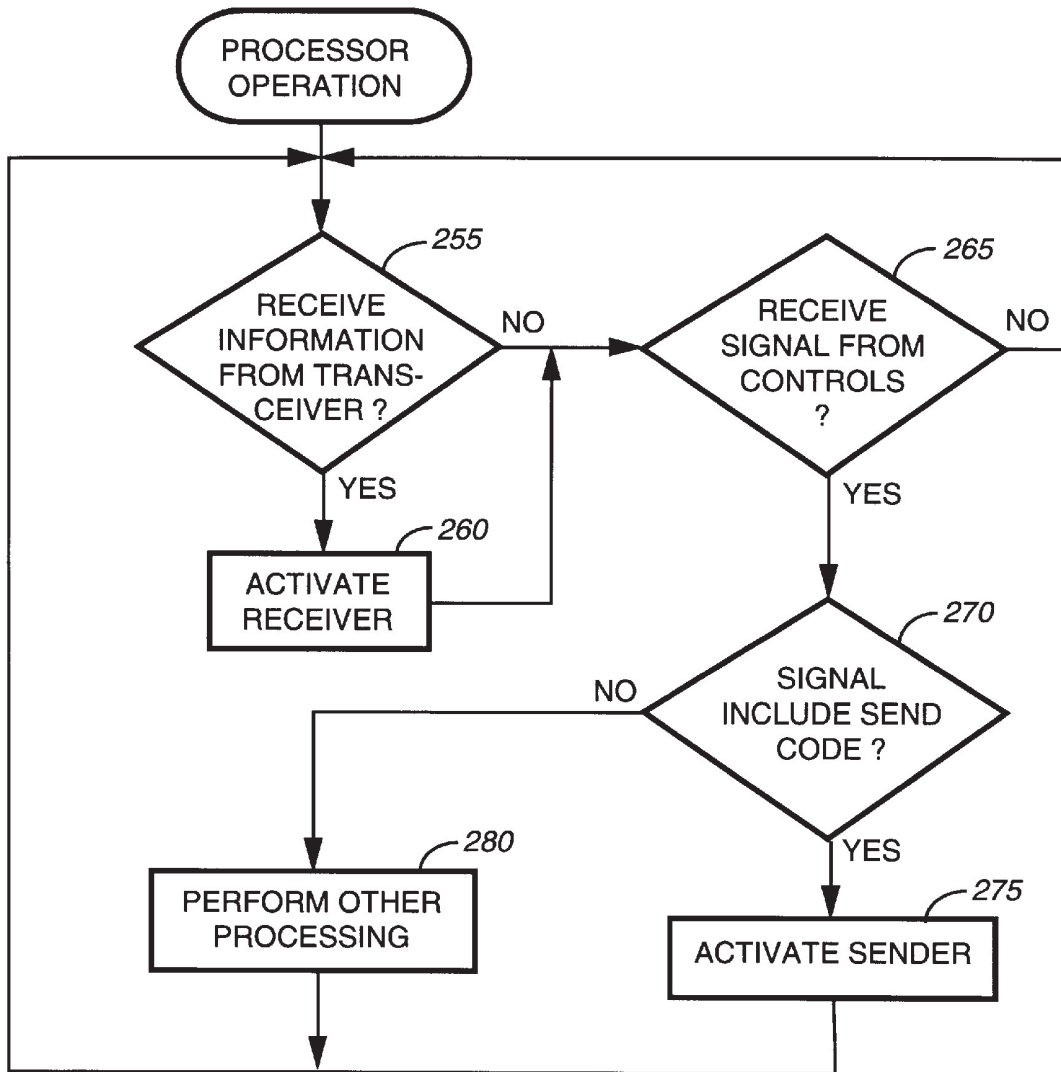 PROCESSOR
OPERATION
255
RECEIVE
INFORMATION
FROM TRANS-
CEIVER ?
NO
YES
265
RECEIVE
SIGNAL FROM
CONTROLS
?
NO
YES
260
ACTIVATE
RECEIVER
270
SIGNAL
INCLUDE SEND
CODE ?
NO
YES
280
PERFORM OTHER
PROCESSING
275
ACTIVATE SENDER